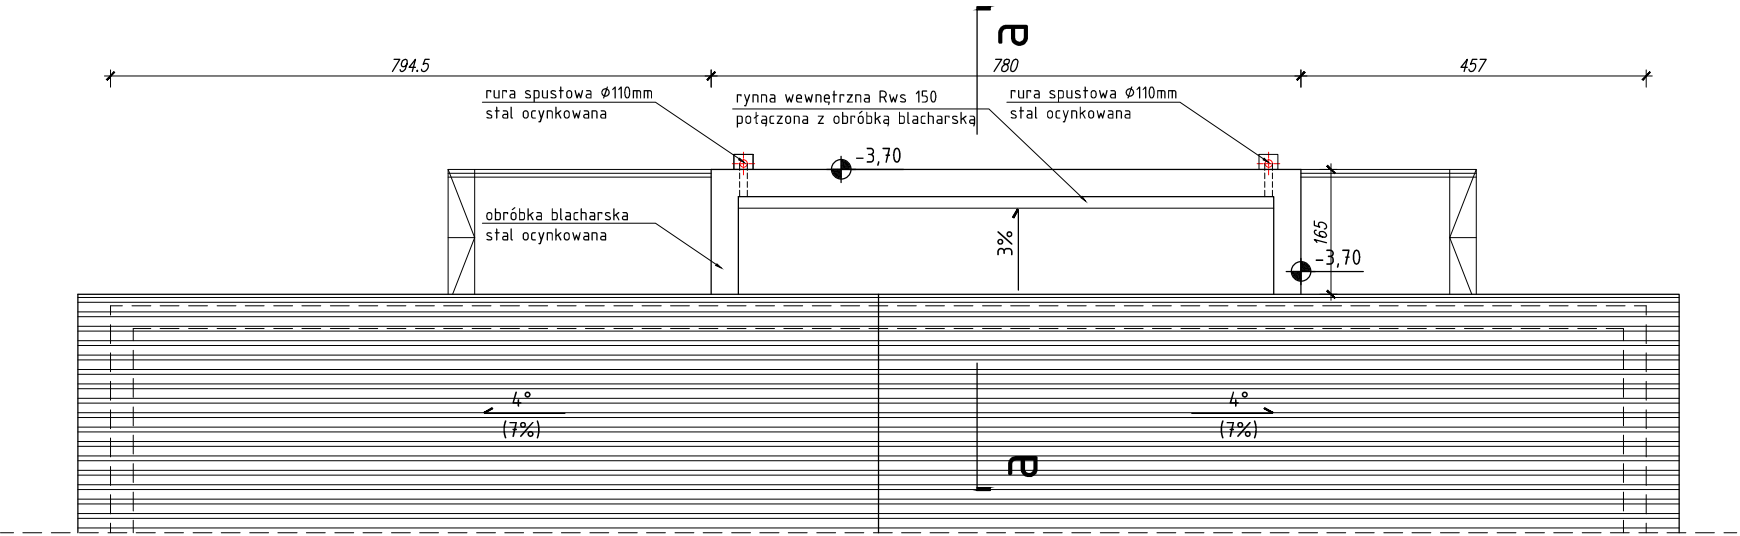 a
794.5
780
457
rura spustowa Ø110mm
stal ocynkowana
rynna wewnętrzna Rws 150
połączona z obróbką blacharską
rura spustowa Ø110mm
stal ocynkowana
-3,70
obróbka blacharska
stal ocynkowana
3%
165
-3,70
4°
(7%)
4°
(7%)
a